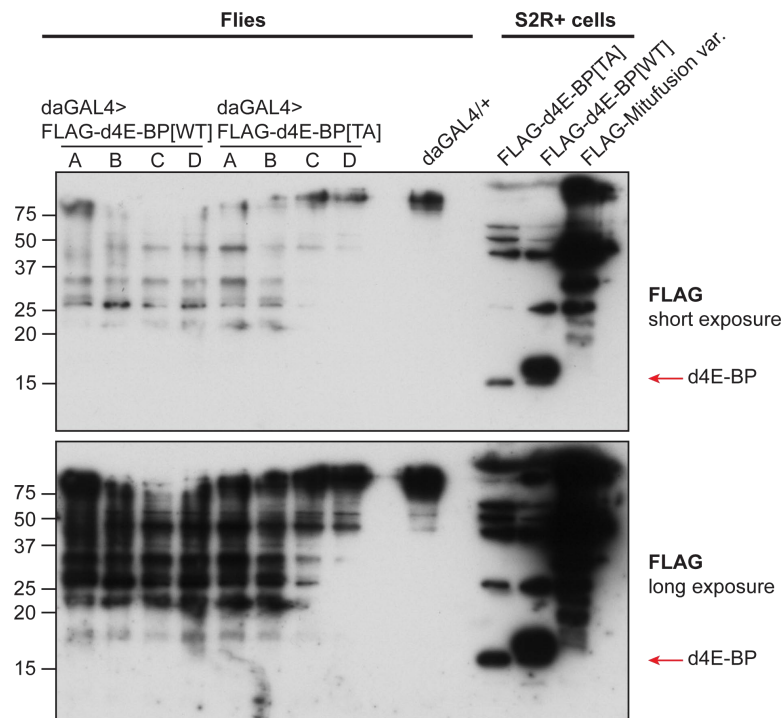 Flies
S2R+ cells
daGAL4>
FLAG-d4E-BP[WT]
daGAL4>
FLAG-d4E-BP[TA]
daGAL4/+
FLAG-d4E-BP[TA]
FLAG-d4E-BP[WT]
FLAG-Mitufusion var.
A B C D A B C D
75
50
37
25
20
15
FLAG
short exposure
d4E-BP
75
50
37
25
20
15
FLAG
long exposure
d4E-BP